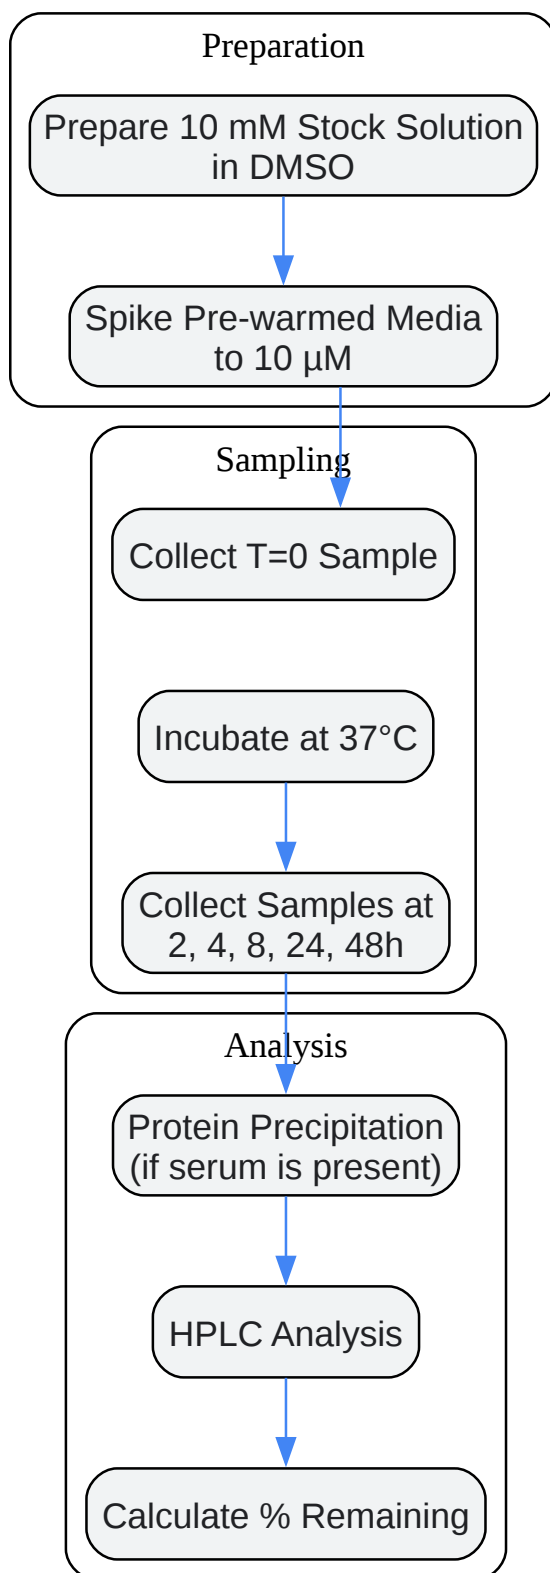 Preparation
Prepare 10 mM Stock Solution
in DMSO
Spike Pre-warmed Media
to 10 µM
Sampling
Collect T=0 Sample
Incubate at 37°C
Collect Samples at
2, 4, 8, 24, 48h
Analysis
Protein Precipitation
(if serum is present)
HPLC Analysis
Calculate % Remaining